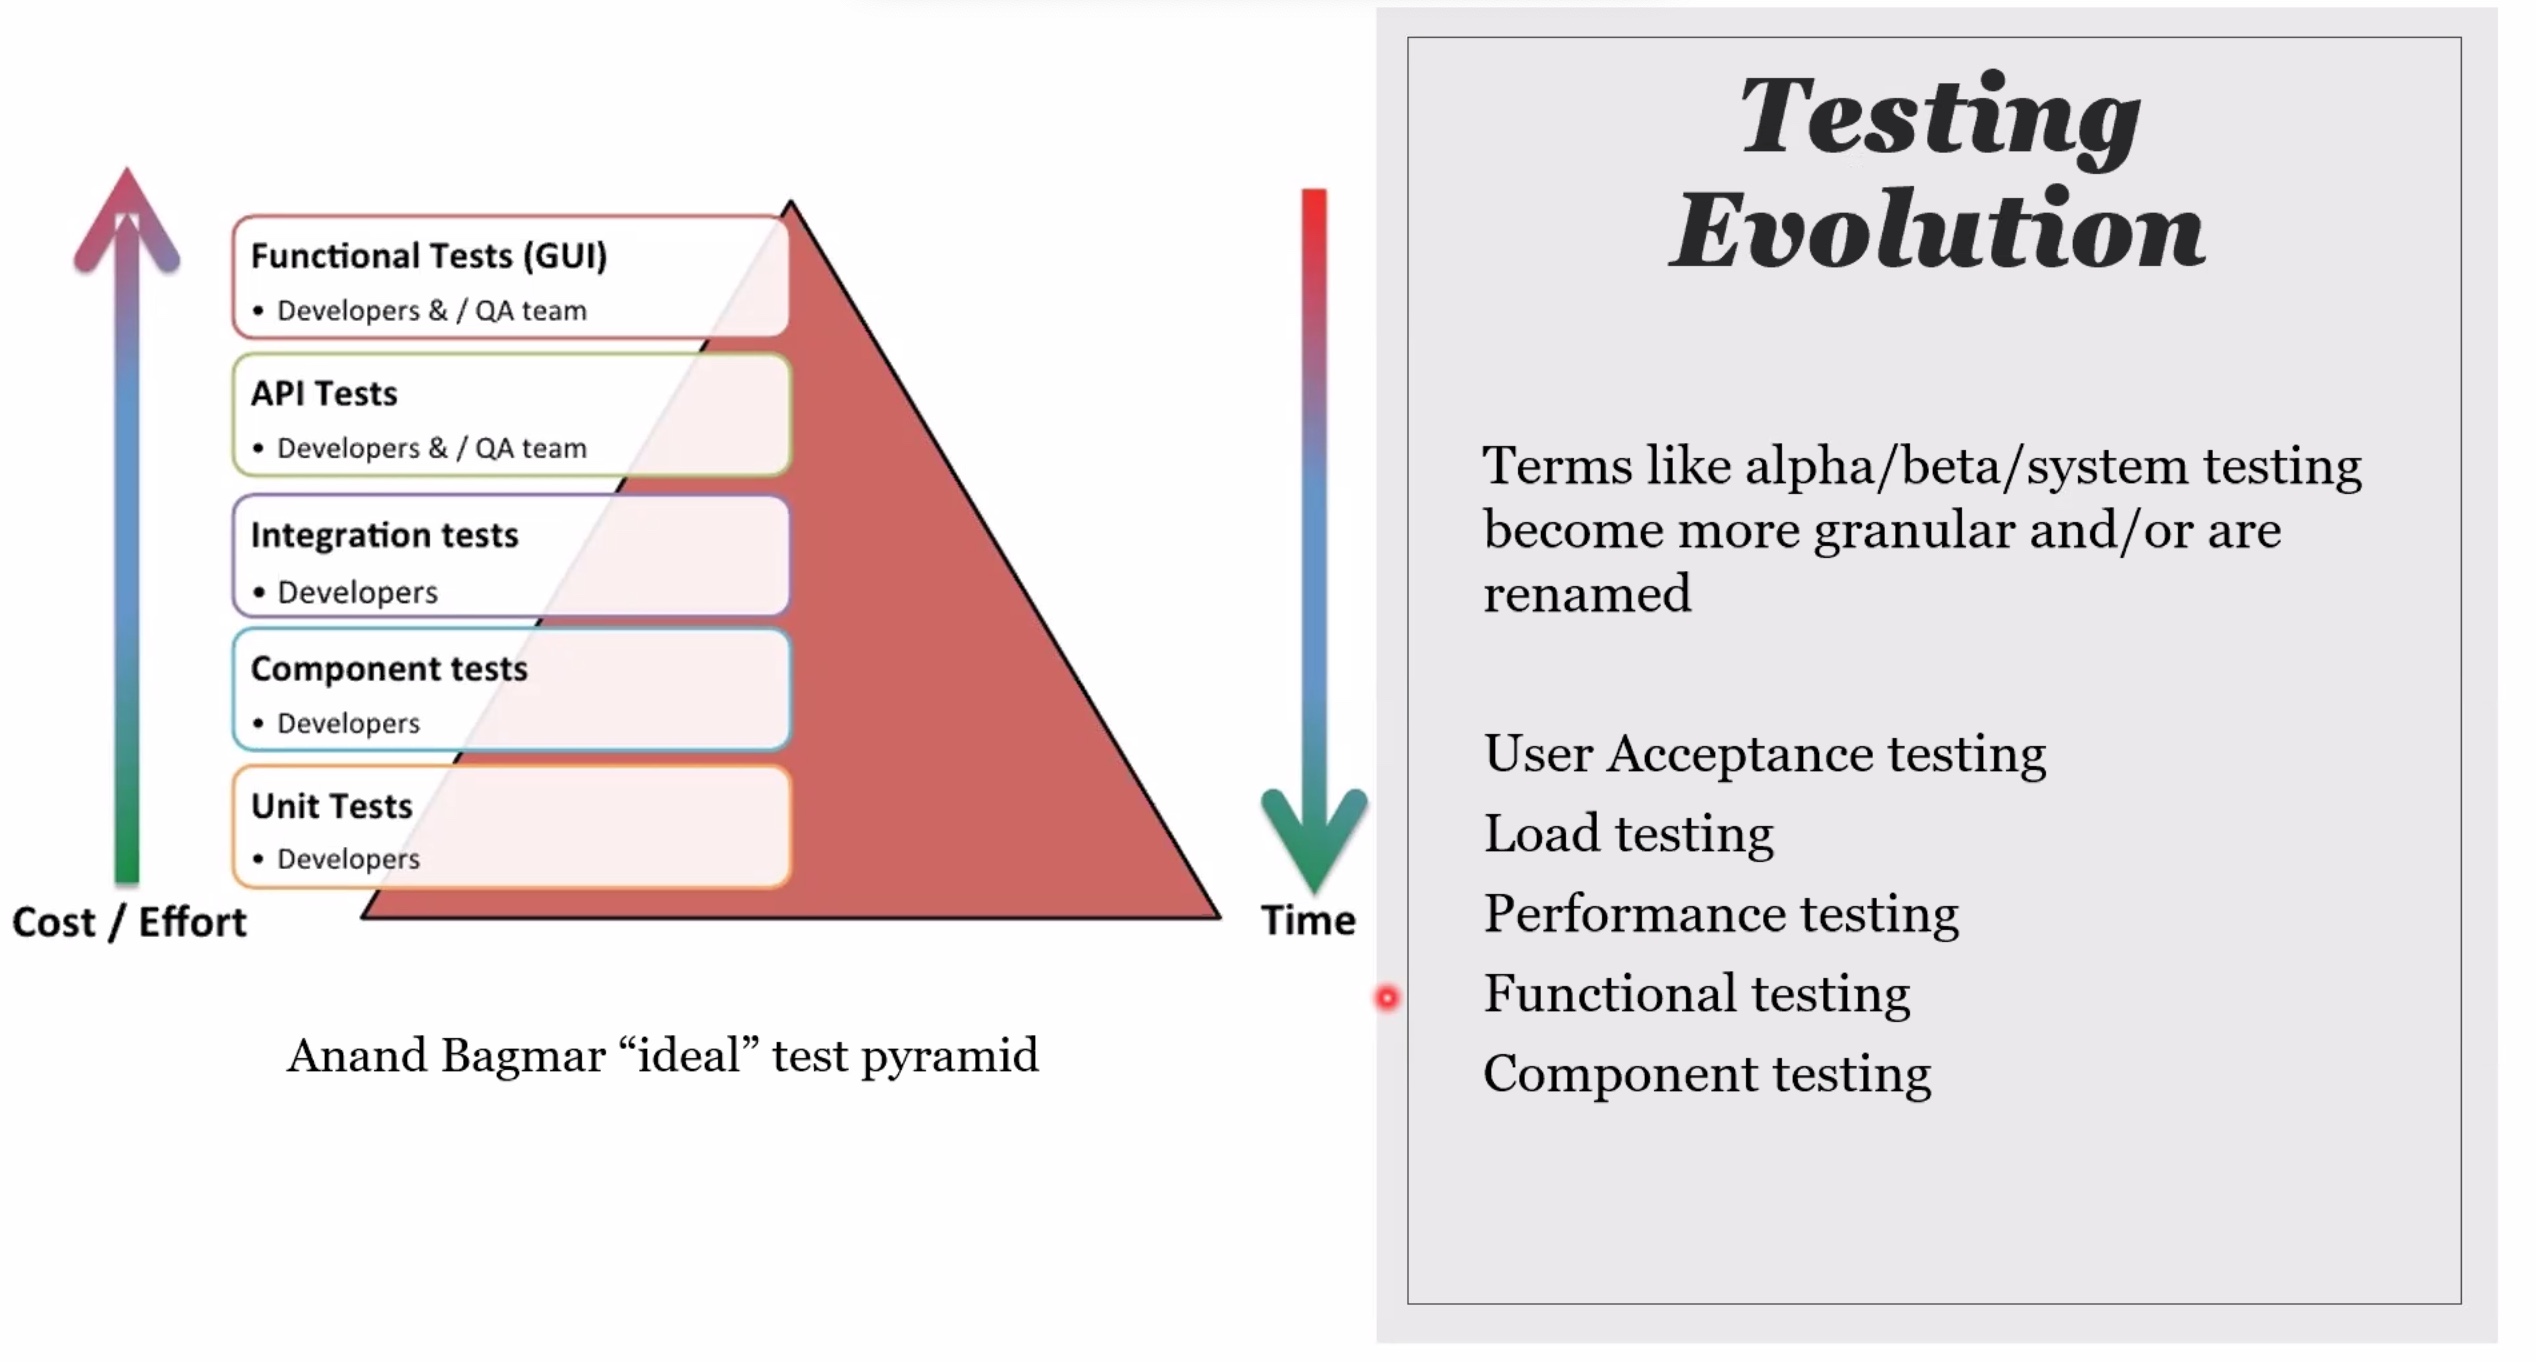 Functional Tests (GUI)
• Developers & / QA team
API Tests
• Developers & / QA team
Integration tests
• Developers
Component tests
• Developers
Unit Tests
• Developers
Cost / Effort
Time
Anand Bagmar “ideal” test pyramid
Testing
Evolution
Terms like alpha/beta/system testing
become more granular and/or are
renamed
User Acceptance testing
Load testing
Performance testing
Functional testing
Component testing